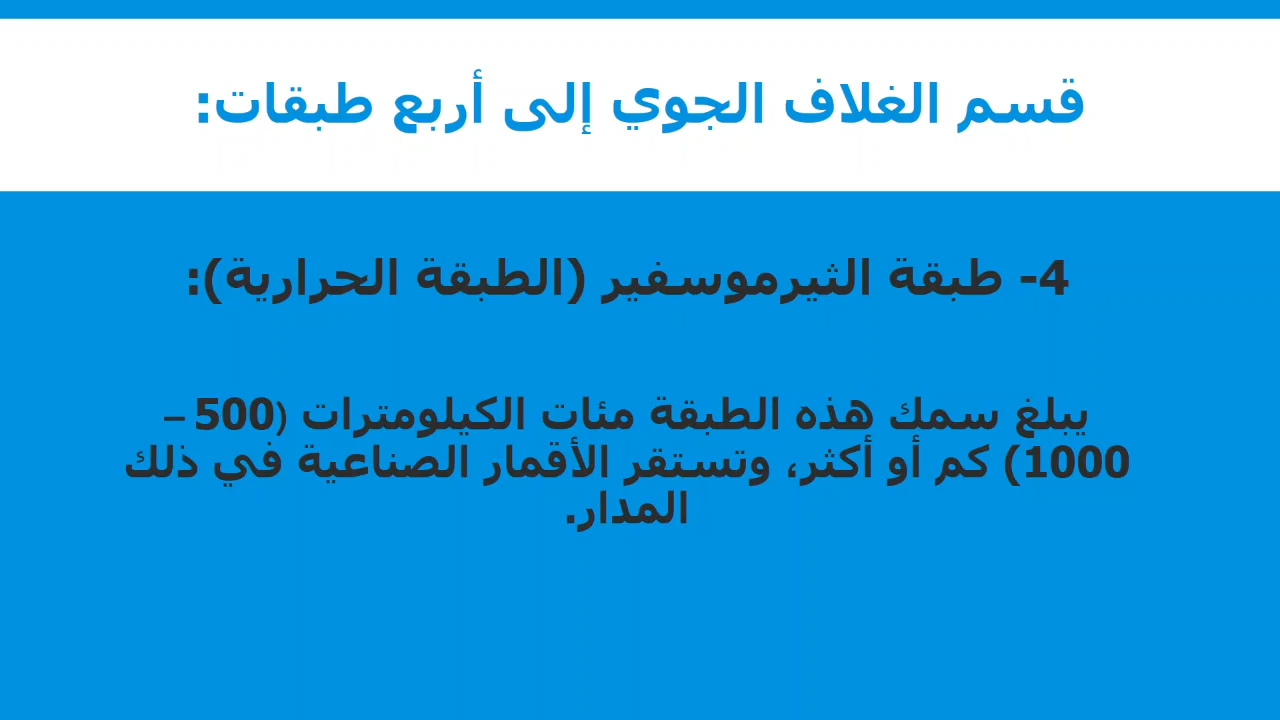 قسم الغلاف الجوي إلى أربع طبقات:
4- طبقة الثيرموسفير (الطبقة الحرارية):
يبلغ سمك هذه الطبقة مئات الكيلومترات (500 –
1000) كم أو أكثر، وتستقر الأقمار الصناعية في ذلك
المدار.